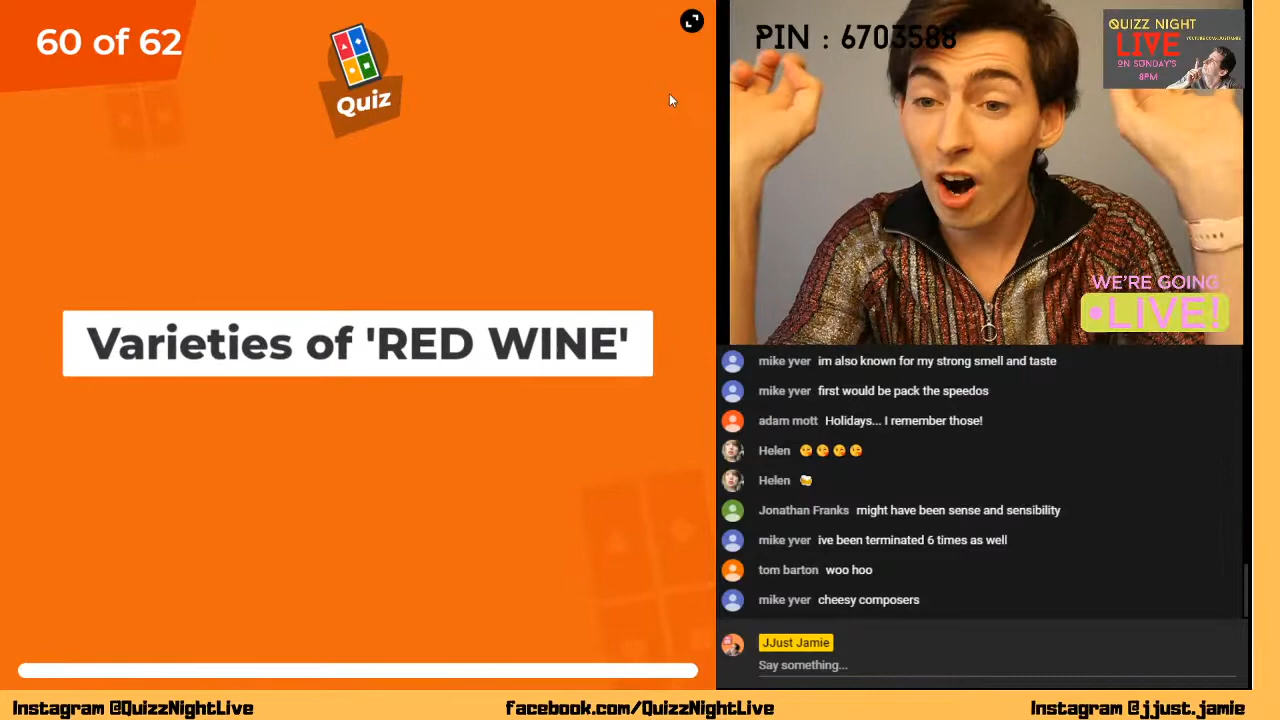 60 of 62
Quiz
Varieties of 'RED WINE'
PIN : 6703588
QUIZZ NIGHT
LIVE
YOUTUBE.COM/JJUSTJAMIE
ON SUNDAY'S
8PM
WE'RE GOING
LIVE!
mike yver im also known for my strong smell and taste
mike yver first would be pack the speedos
adam mott Holidays... I remember those!
Helen 😘 😘 😘 😘
Helen 🍻
Jonathan Franks might have been sense and sensibility
mike yver ive been terminated 6 times as well
tom barton woo hoo
mike yver cheesy composers
JJust Jamie
Say something...
Instagram @QuizzNightLive
facebook.com/QuizzNightLive
Instagram @jjust.jamie